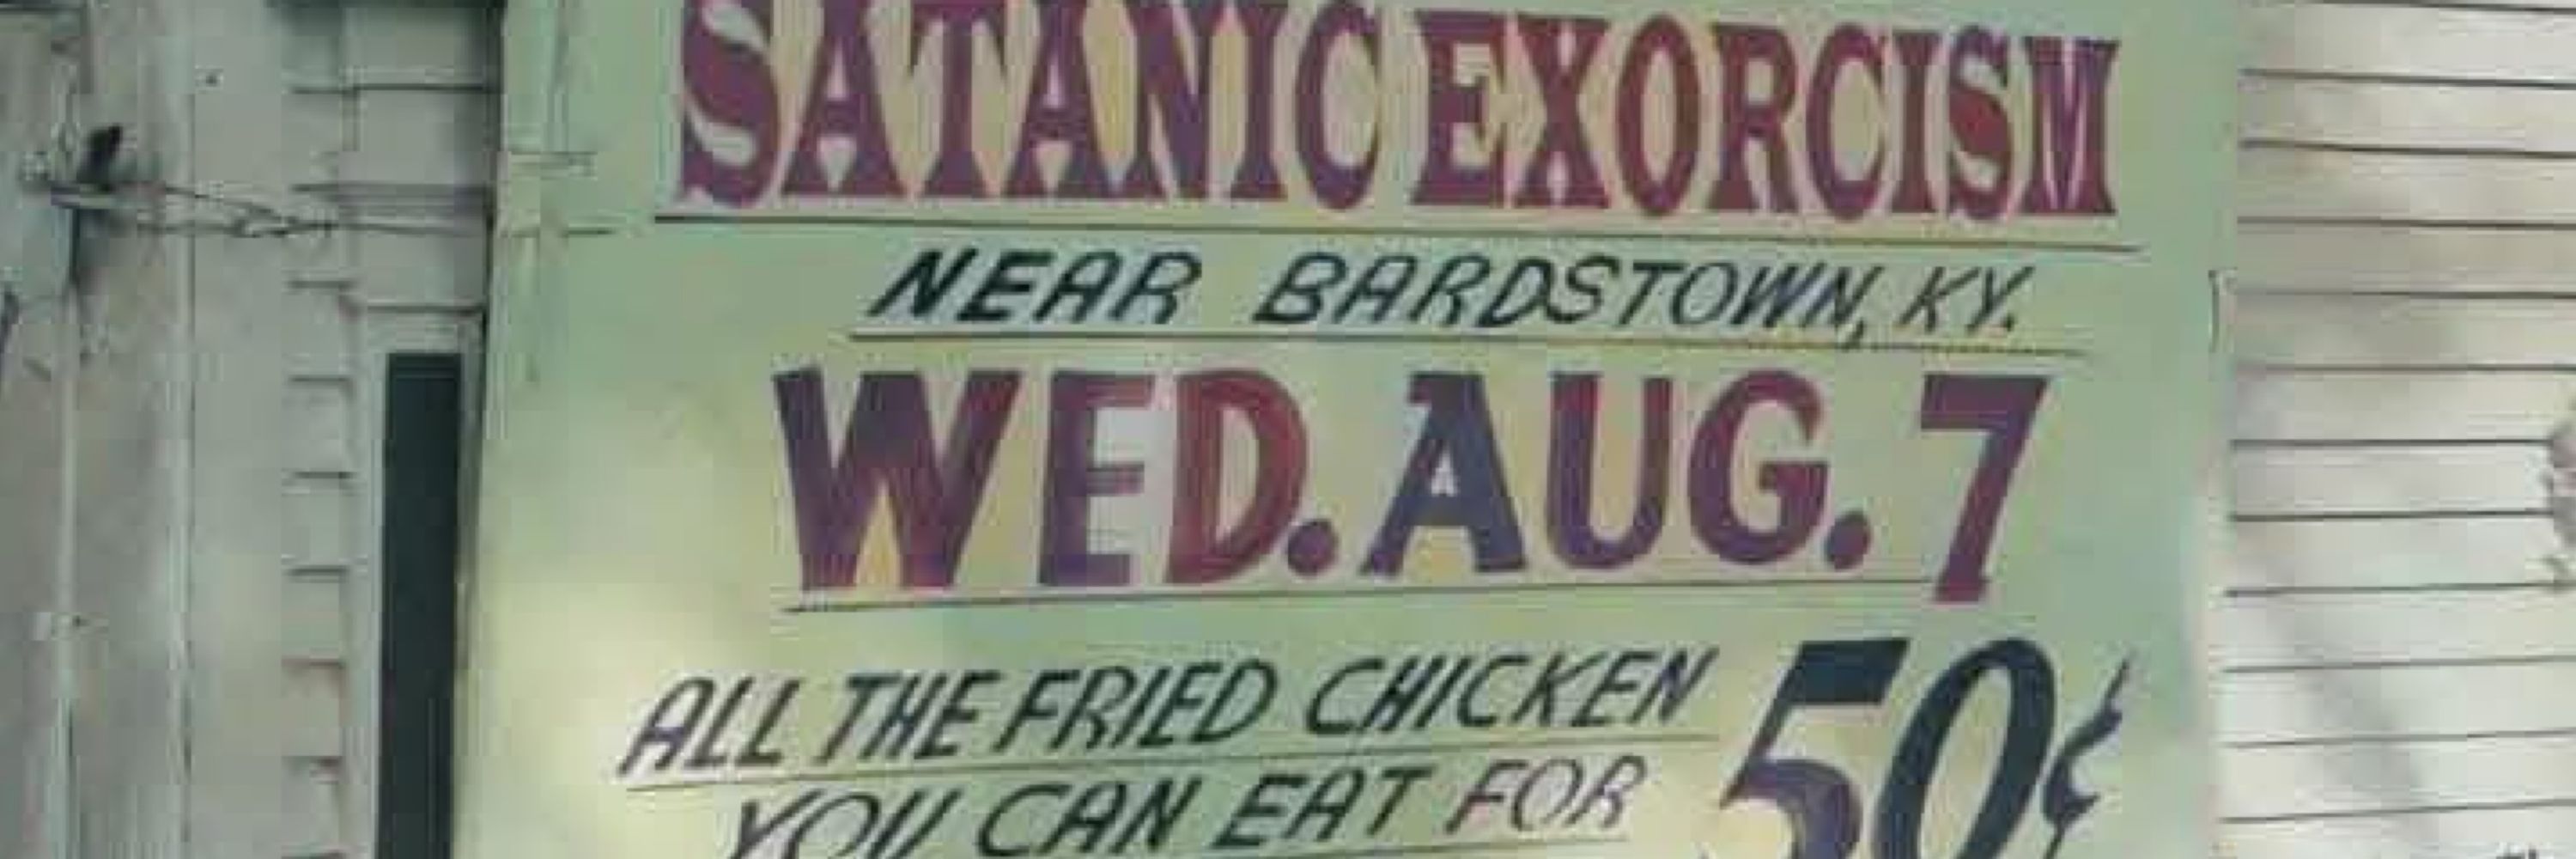 SATANIC EXORCISM
NEAR BARDSTOWN, KY.
WED. AUG. 7
ALL THE FRIED CHICKEN
YOU CAN EAT FOR 50¢